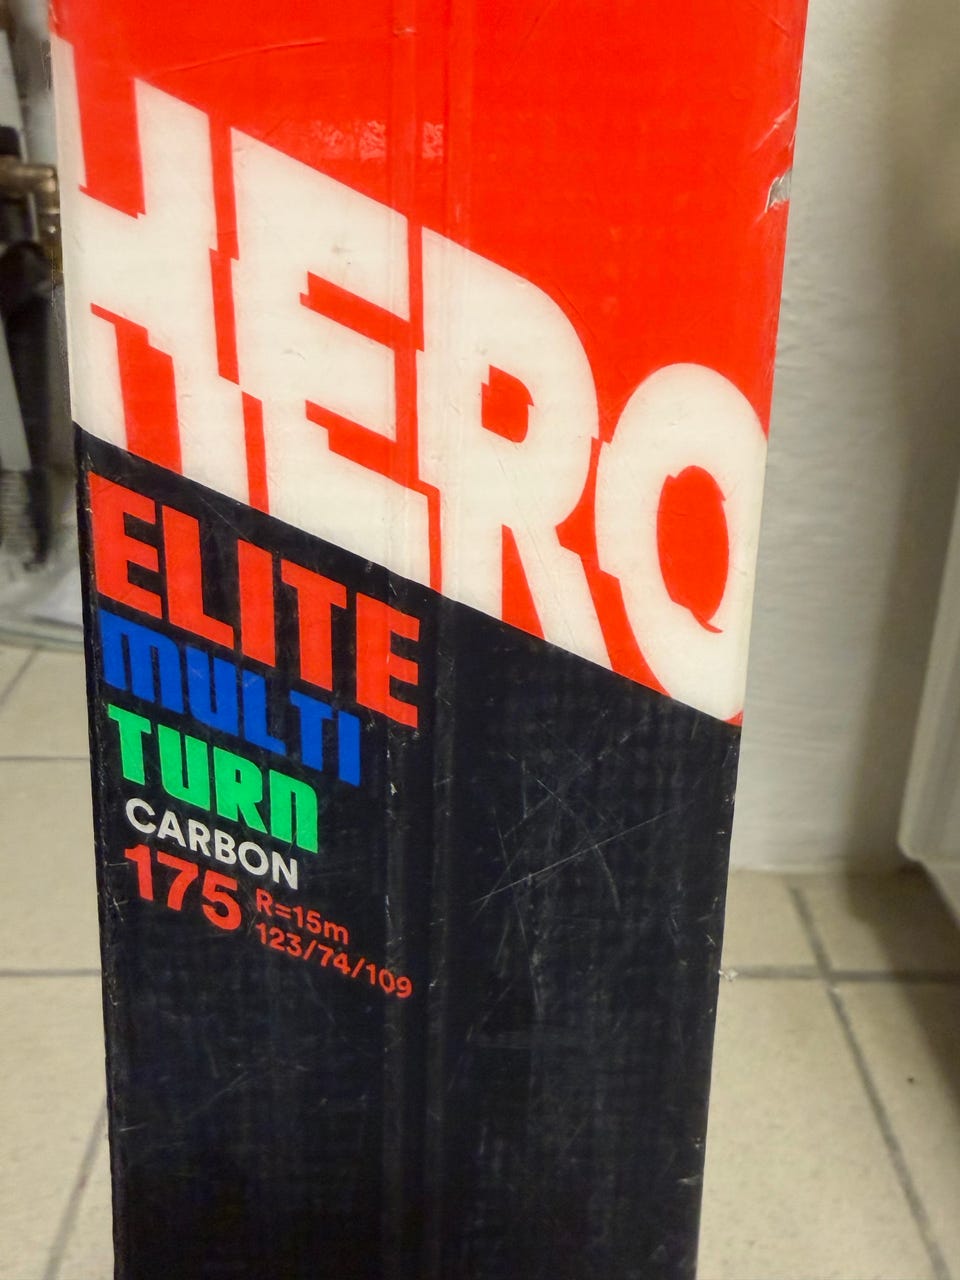 HERO
ELITE
MULTI
TURN
CARBON
175 R=15m
123/74/109